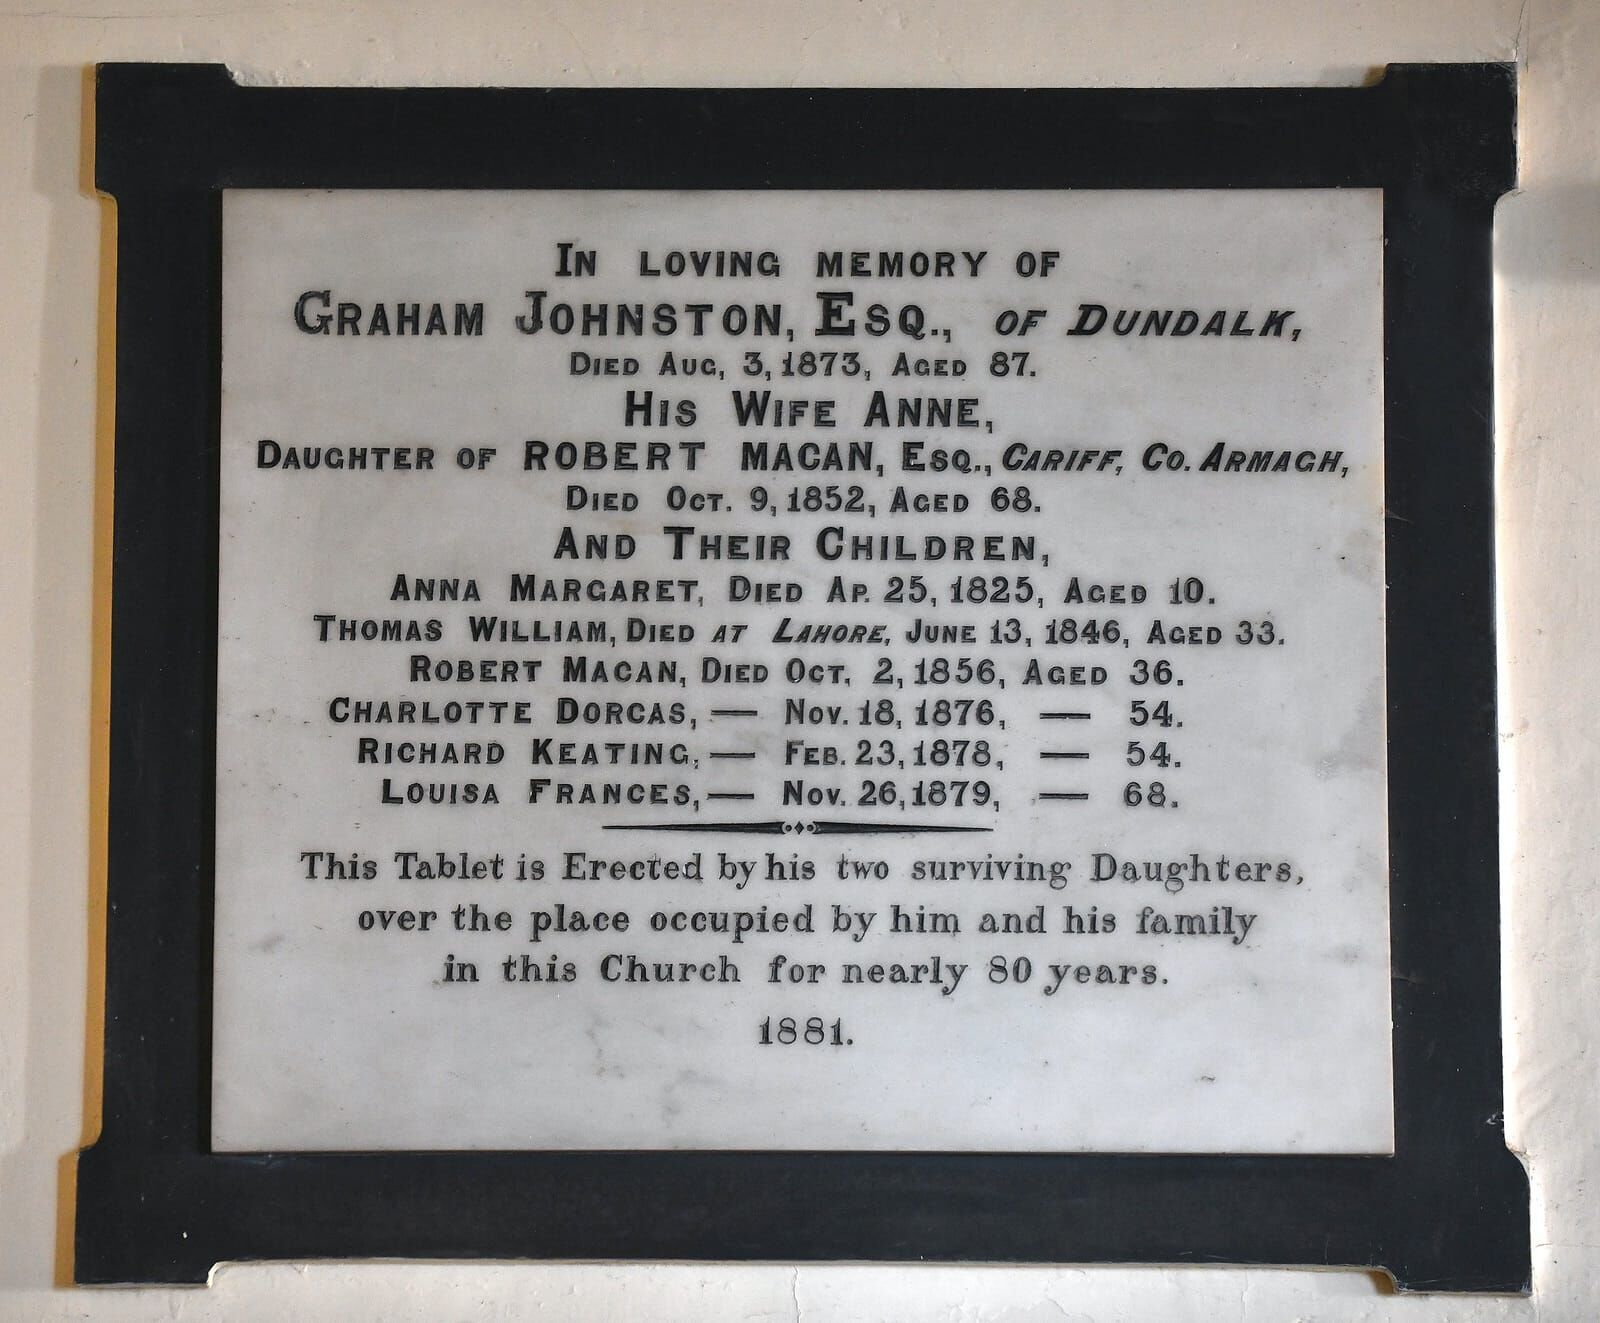 In loving memory of
Graham Johnston, Esq., of Dundalk,
Died Aug, 3, 1873, Aged 87.
His Wife Anne,
Daughter of ROBERT MACAN, Esq., Cariff, Co. Armagh,
Died Oct. 9, 1852, Aged 68.
And Their Children,
Anna Margaret, Died Ap. 25, 1825, Aged 10.
Thomas William, Died at Lahore, June 13, 1846, Aged 33.
Robert Macan, Died Oct, 2, 1856, Aged 36.
Charlotte Dorcas, — Nov. 18, 1876, — 54.
Richard Keating, — Feb. 23, 1878, — 54.
Louisa Frances, — Nov. 26, 1879, — 68.
This Tablet is Erected by his two surviving Daughters,
over the place occupied by him and his family
in this Church for nearly 80 years.
1881.